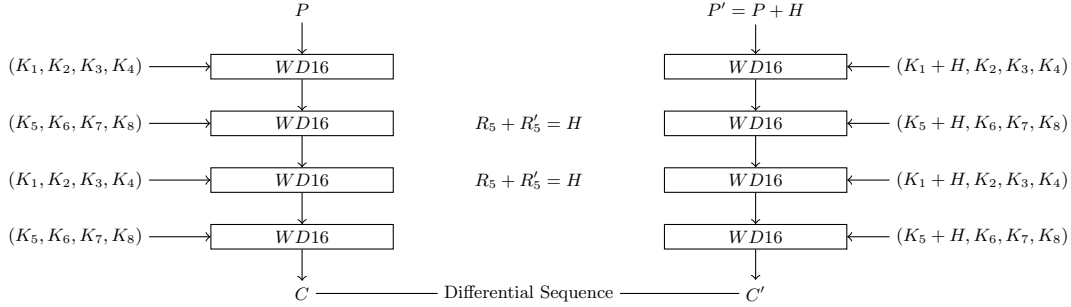 P P′ = P + H
(K₁, K₂, K₃, K₄) WD16 WD16 (K₁ + H, K₂, K₃, K₄)
(K₅, K₆, K₇, K₈) WD16 R₅ + R′₅ = H WD16 (K₅ + H, K₆, K₇, K₈)
(K₁, K₂, K₃, K₄) WD16 R₅ + R′₅ = H WD16 (K₁ + H, K₂, K₃, K₄)
(K₅, K₆, K₇, K₈) WD16 WD16 (K₅ + H, K₆, K₇, K₈)
C Differential Sequence C′